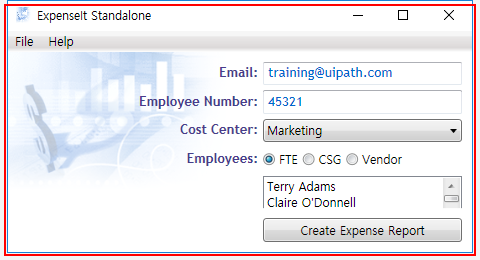 ExpenseIt Standalone
File Help
Email: training@uipath.com
Employee Number: 45321
Cost Center: Marketing
Employees: FTE CSG Vendor
Terry Adams
Claire O'Donnell
Create Expense Report